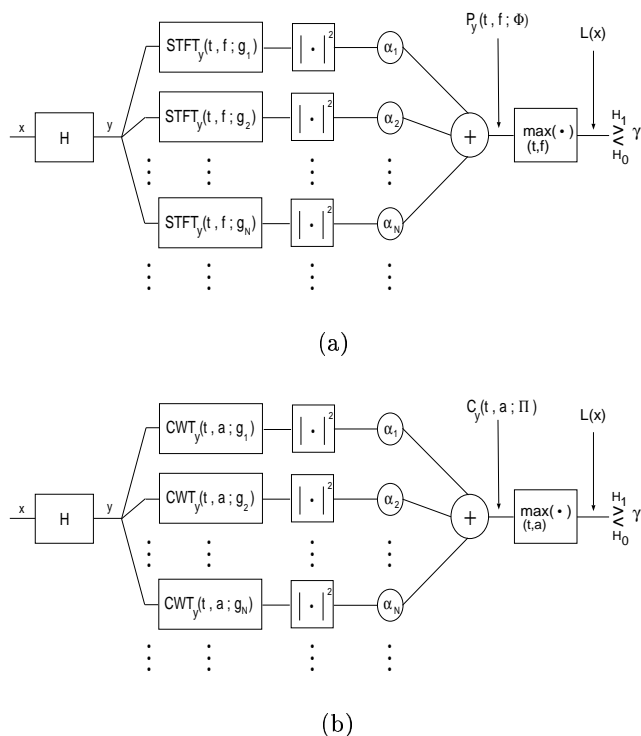 P_y(t , f ; Φ)
L(x)
STFT_y(t , f ; g_1) | · |^2 α_1
STFT_y(t , f ; g_2) | · |^2 α_2
x H y + max(•) (t,f) H_1 ≷ H_0 γ
STFT_y(t , f ; g_N) | · |^2 α_N
(a)
C_y(t , a ; Π)
L(x)
CWT_y(t , a ; g_1) | · |^2 α_1
CWT_y(t , a ; g_2) | · |^2 α_2
x H y + max(•) (t,a) H_1 ≷ H_0 γ
CWT_y(t , a ; g_N) | · |^2 α_N
(b)